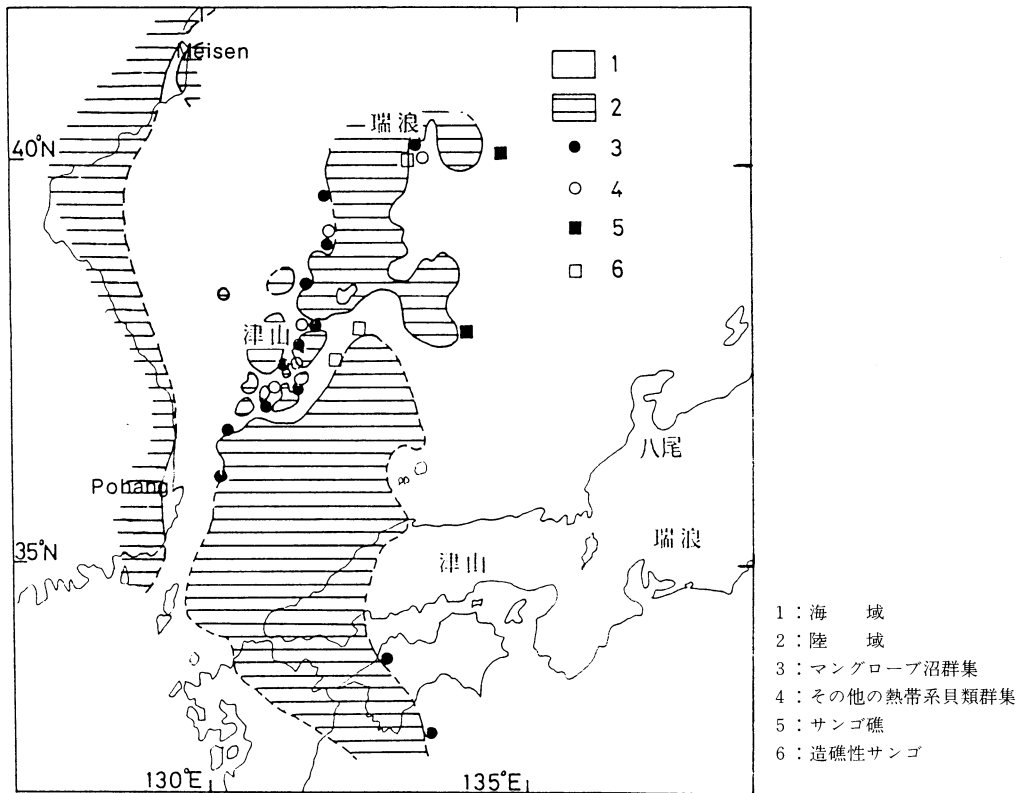 Meisen
瑞浪
1
2
40°N
3
4
5
6
津山
八尾
Pohang
35°N
津山
瑞浪
130°E
135°E
1：海　域
2：陸　域
3：マングローブ沼群集
4：その他の熱帯系貝類群集
5：サンゴ礁
6：造礁性サンゴ